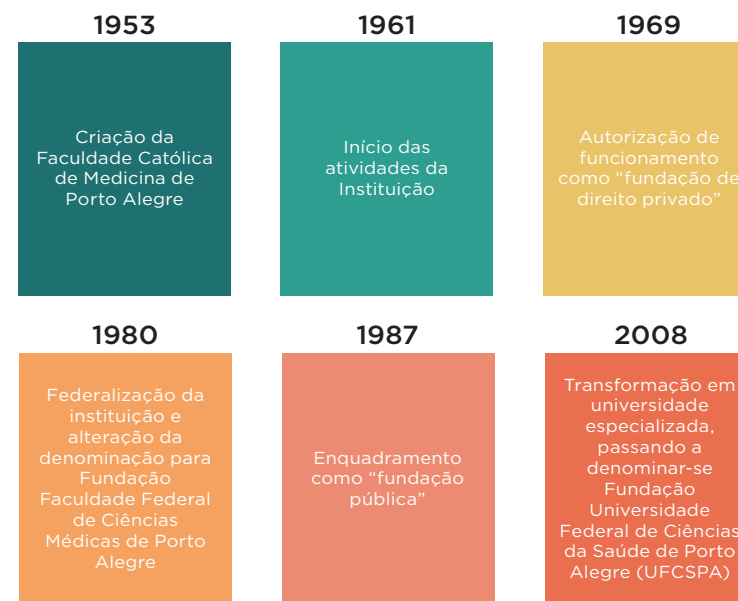 1953
Criação da
Faculdade Católica
de Medicina de
Porto Alegre
1961
Início das
atividades da
Instituição
1969
Autorização de
funcionamento
como “fundação de
direito privado”
1980
Federalização da
instituição e
alteração da
denominação para
Fundação
Faculdade Federal
de Ciências
Médicas de Porto
Alegre
1987
Enquadramento
como “fundação
pública”
2008
Transformação em
universidade
especializada,
passando a
denominar-se
Fundação
Universidade
Federal de Ciências
da Saúde de Porto
Alegre (UFCSPA)